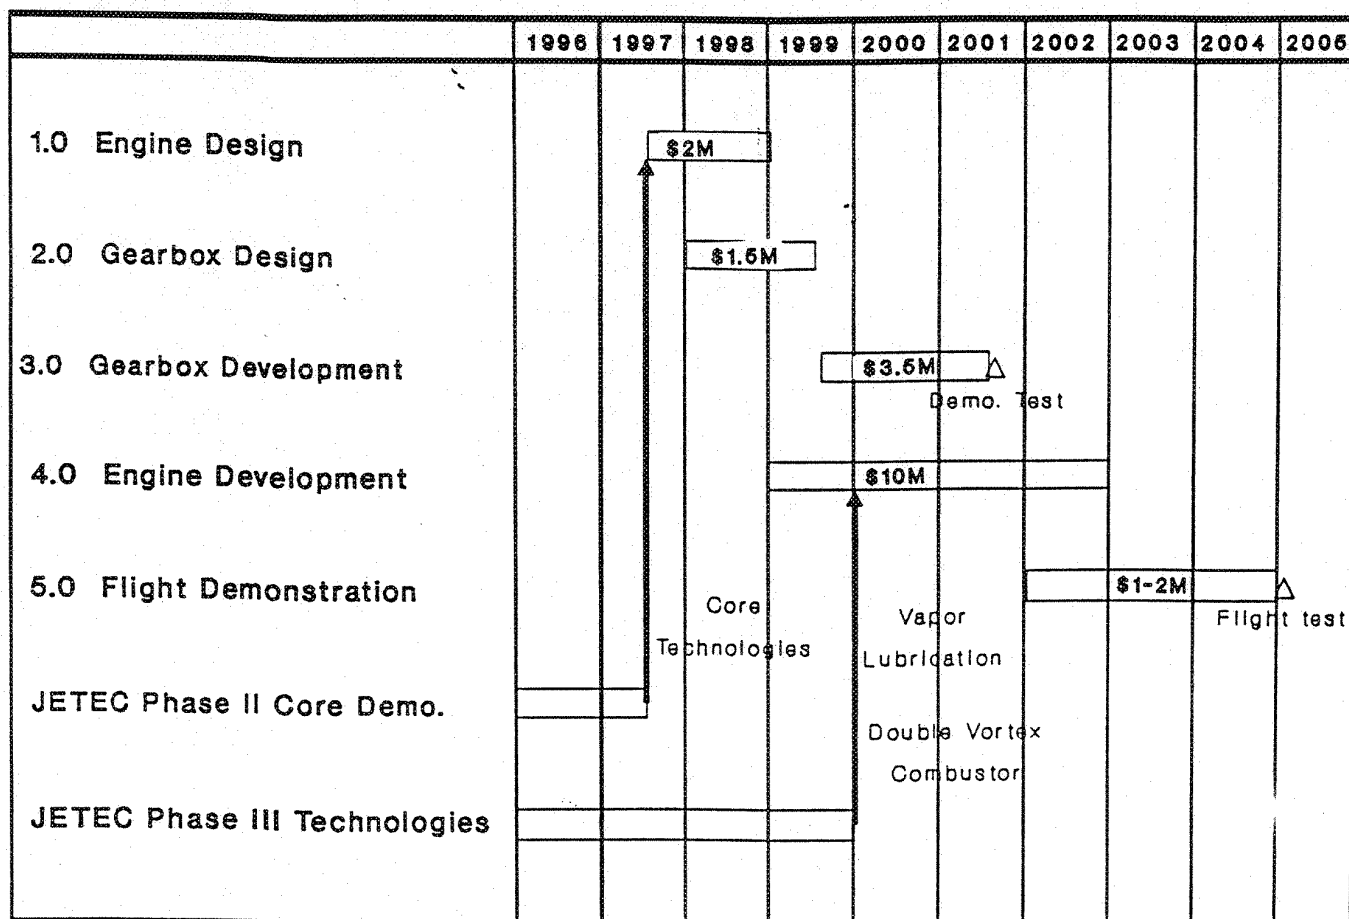 1996 1997 1998 1999 2000 2001 2002 2003 2004 2005
1.0 Engine Design $2M
2.0 Gearbox Design $1.5M
3.0 Gearbox Development $3.5M
Demo. Test
4.0 Engine Development $10M
5.0 Flight Demonstration $1-2M
Flight test
Core
Technologies
Vapor
Lubrication
JETEC Phase II Core Demo.
Double Vortex
Combustor
JETEC Phase III Technologies